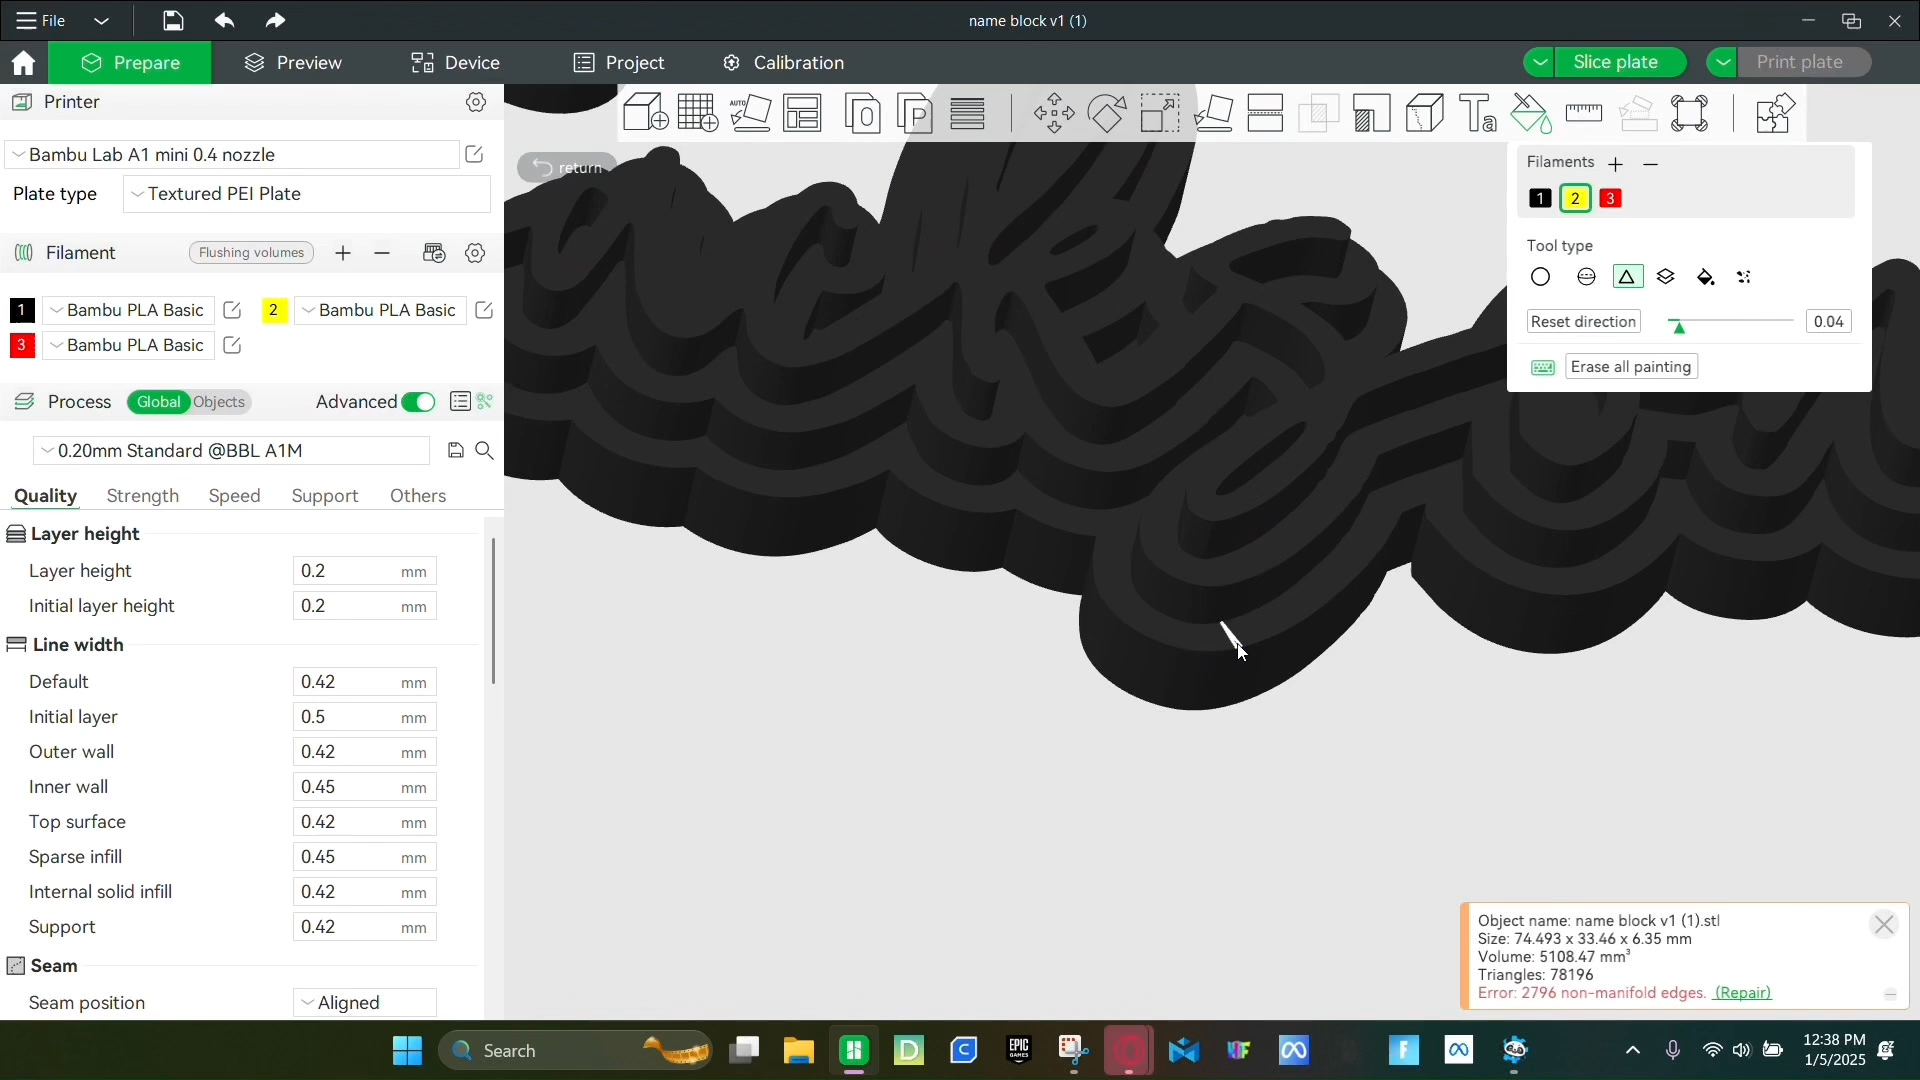 File
name block v1 (1)
Prepare
Preview
Device
Project
Calibration
Slice plate
Print plate
Printer
Bambu Lab A1 mini 0.4 nozzle
Plate type
Textured PEI Plate
AUTO
return
Filaments
1 2 3
Tool type
Reset direction
0.04
Erase all painting
Filament
Flushing volumes
1 Bambu PLA Basic
2 Bambu PLA Basic
3 Bambu PLA Basic
Process Global Objects
Advanced
0.20mm Standard @BBL A1M
Quality Strength Speed Support Others
Layer height
Layer height 0.2 mm
Initial layer height 0.2 mm
Line width
Default 0.42 mm
Initial layer 0.5 mm
Outer wall 0.42 mm
Inner wall 0.45 mm
Top surface 0.42 mm
Sparse infill 0.45 mm
Internal solid infill 0.42 mm
Support 0.42 mm
Seam
Seam position Aligned
Object name: name block v1 (1).stl
Size: 74.493 x 33.46 x 6.35 mm
Volume: 5108.47 mm³
Triangles: 78196
Error: 2796 non-manifold edges. (Repair)
Search
EPIC
GAMES
12:38 PM
1/5/2025